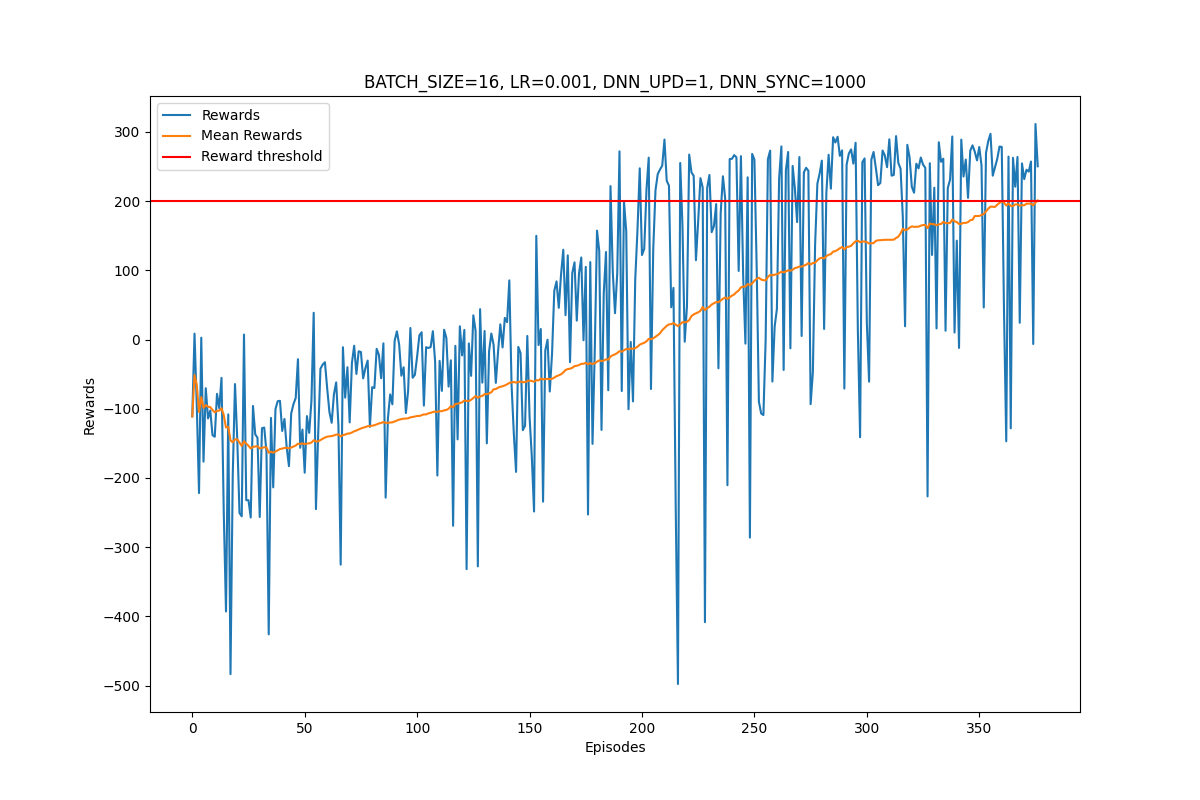 BATCH_SIZE=16, LR=0.001, DNN_UPD=1, DNN_SYNC=1000
Rewards
Mean Rewards
Reward threshold
300
200
100
0
−100
−200
−300
−400
−500
Rewards
0 50 100 150 200 250 300 350
Episodes